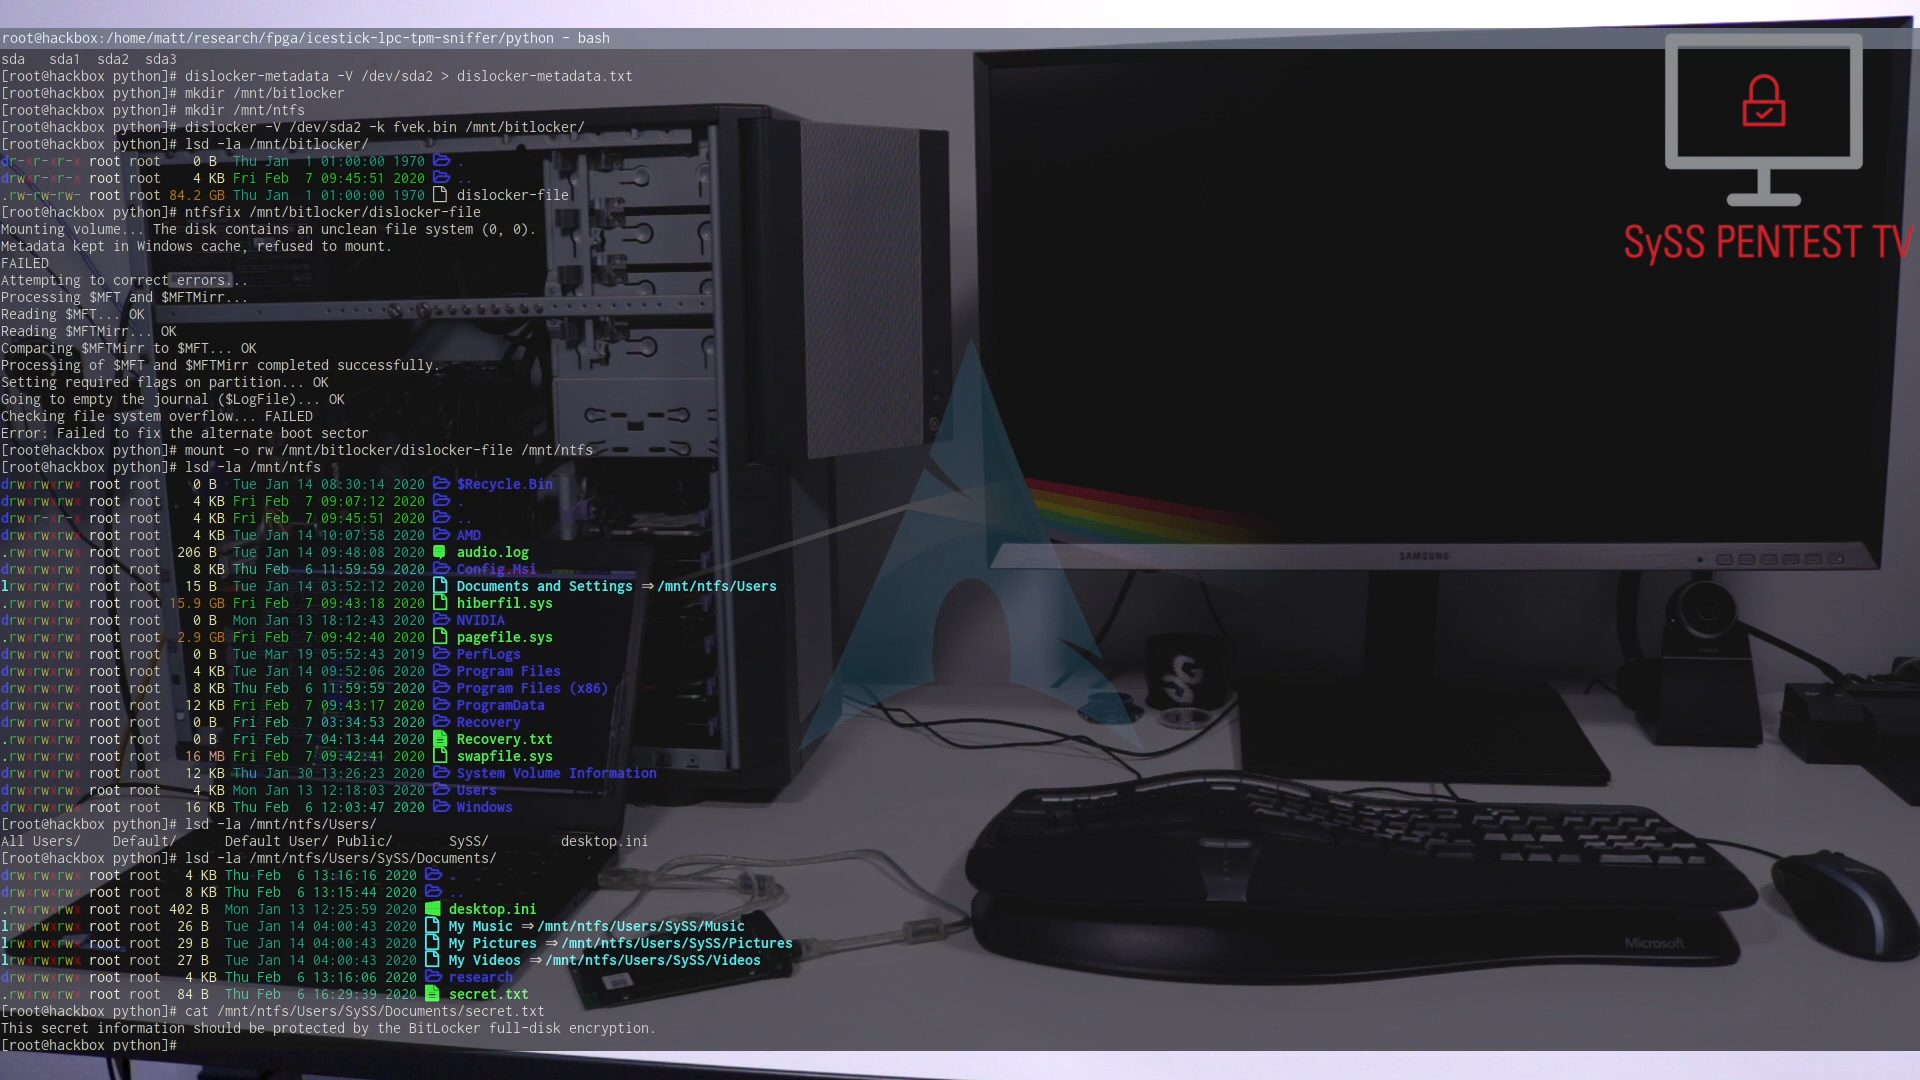 root@hackbox:/home/matt/research/fpga/icestick-lpc-tpm-sniffer/python - bash
sda   sda1  sda2  sda3
[root@hackbox python]# dislocker-metadata -V /dev/sda2 > dislocker-metadata.txt
[root@hackbox python]# mkdir /mnt/bitlocker
[root@hackbox python]# mkdir /mnt/ntfs
[root@hackbox python]# dislocker -V /dev/sda2 -k fvek.bin /mnt/bitlocker/
[root@hackbox python]# lsd -la /mnt/bitlocker/
dr-xr-xr-x root root    0 B  Thu Jan  1 01:00:00 1970 .
drwxr-xr-x root root    4 KB Fri Feb  7 09:45:51 2020 ..
.rw-rw-rw- root root 84.2 GB Thu Jan  1 01:00:00 1970 dislocker-file
[root@hackbox python]# ntfsfix /mnt/bitlocker/dislocker-file
Mounting volume... The disk contains an unclean file system (0, 0).
Metadata kept in Windows cache, refused to mount.
FAILED
Attempting to correct errors...
Processing $MFT and $MFTMirr...
Reading $MFT... OK
Reading $MFTMirr... OK
Comparing $MFTMirr to $MFT... OK
Processing of $MFT and $MFTMirr completed successfully.
Setting required flags on partition... OK
Going to empty the journal ($LogFile)... OK
Checking file system overflow... FAILED
Error: Failed to fix the alternate boot sector
[root@hackbox python]# mount -o rw /mnt/bitlocker/dislocker-file /mnt/ntfs
[root@hackbox python]# lsd -la /mnt/ntfs
drwxrwxrwx root root    0 B  Tue Jan 14 08:30:14 2020 $Recycle.Bin
drwxrwxrwx root root    4 KB Fri Feb  7 09:07:12 2020 .
drwxr-xr-x root root    4 KB Fri Feb  7 09:45:51 2020 ..
drwxrwxrwx root root    4 KB Tue Jan 14 10:07:58 2020 AMD
.rwxrwxrwx root root  206 B  Tue Jan 14 09:48:08 2020 audio.log
drwxrwxrwx root root    8 KB Thu Feb  6 11:59:59 2020 Config.Msi
lrwxrwxrwx root root   15 B  Tue Jan 14 03:52:12 2020 Documents and Settings ⇒ /mnt/ntfs/Users
.rwxrwxrwx root root 15.9 GB Fri Feb  7 09:43:18 2020 hiberfil.sys
drwxrwxrwx root root    0 B  Mon Jan 13 18:12:43 2020 NVIDIA
.rwxrwxrwx root root  2.9 GB Fri Feb  7 09:42:40 2020 pagefile.sys
drwxrwxrwx root root    0 B  Tue Mar 19 05:52:43 2019 PerfLogs
drwxrwxrwx root root    4 KB Tue Jan 14 09:52:06 2020 Program Files
drwxrwxrwx root root    8 KB Thu Feb  6 11:59:59 2020 Program Files (x86)
drwxrwxrwx root root   12 KB Fri Feb  7 09:43:17 2020 ProgramData
drwxrwxrwx root root    0 B  Fri Feb  7 03:34:53 2020 Recovery
.rwxrwxrwx root root    0 B  Fri Feb  7 04:13:44 2020 Recovery.txt
.rwxrwxrwx root root   16 MB Fri Feb  7 09:42:41 2020 swapfile.sys
drwxrwxrwx root root   12 KB Thu Jan 30 13:26:23 2020 System Volume Information
drwxrwxrwx root root    4 KB Mon Jan 13 12:18:03 2020 Users
drwxrwxrwx root root   16 KB Thu Feb  6 12:03:47 2020 Windows
[root@hackbox python]# lsd -la /mnt/ntfs/Users/
All Users/    Default/      Default User/ Public/       SySS/         desktop.ini
[root@hackbox python]# lsd -la /mnt/ntfs/Users/SySS/Documents/
drwxrwxrwx root root   4 KB Thu Feb  6 13:16:16 2020 .
drwxrwxrwx root root   8 KB Thu Feb  6 13:15:44 2020 ..
.rwxrwxrwx root root 402 B  Mon Jan 13 12:25:59 2020 desktop.ini
lrwxrwxrwx root root  26 B  Tue Jan 14 04:00:43 2020 My Music ⇒ /mnt/ntfs/Users/SySS/Music
lrwxrwxrwx root root  29 B  Tue Jan 14 04:00:43 2020 My Pictures ⇒ /mnt/ntfs/Users/SySS/Pictures
lrwxrwxrwx root root  27 B  Tue Jan 14 04:00:43 2020 My Videos ⇒ /mnt/ntfs/Users/SySS/Videos
drwxrwxrwx root root   4 KB Thu Feb  6 13:16:06 2020 research
.rwxrwxrwx root root  84 B  Thu Feb  6 16:29:39 2020 secret.txt
[root@hackbox python]# cat /mnt/ntfs/Users/SySS/Documents/secret.txt
This secret information should be protected by the BitLocker full-disk encryption.
[root@hackbox python]#
SySS PENTEST TV
SAMSUNG
Microsoft